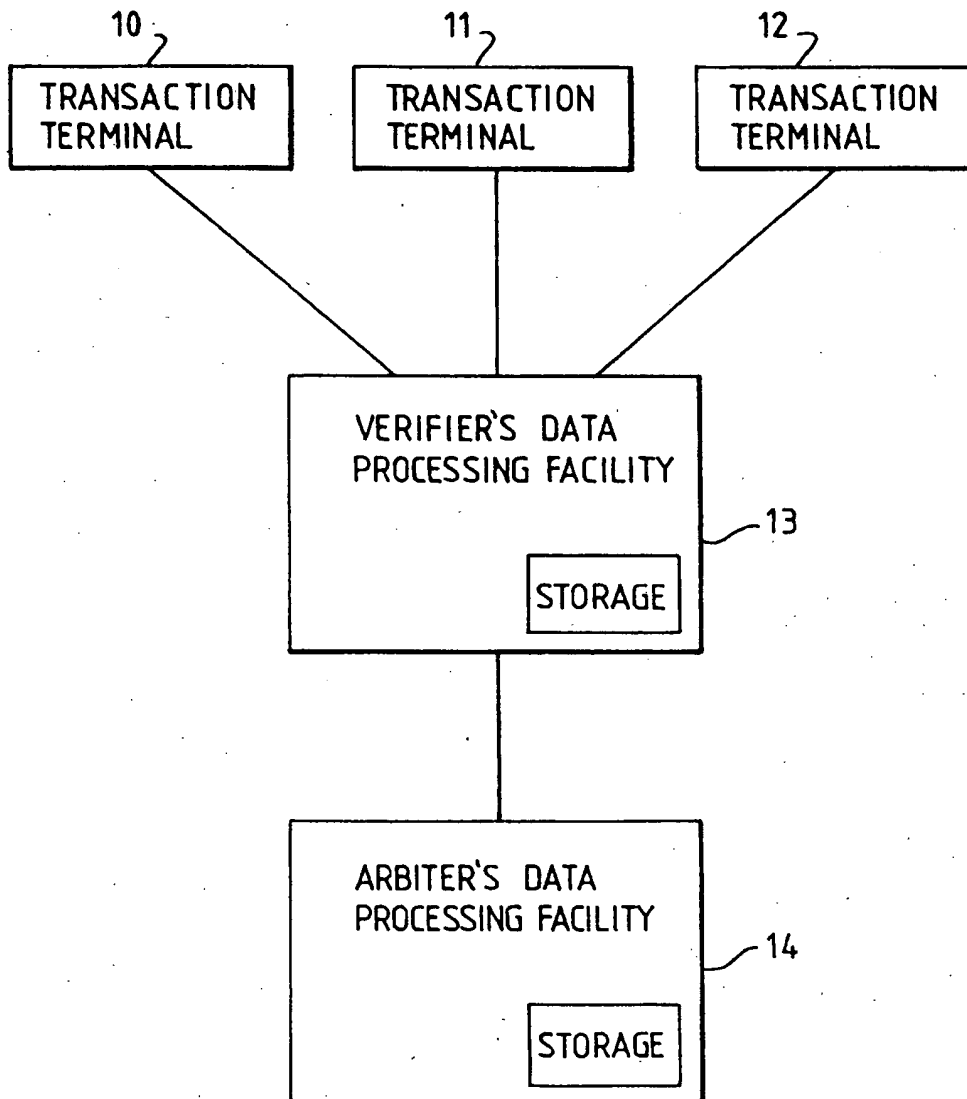 10
11
12
TRANSACTION
TERMINAL
TRANSACTION
TERMINAL
TRANSACTION
TERMINAL
VERIFIER'S DATA
PROCESSING FACILITY
13
STORAGE
ARBITER'S DATA
PROCESSING FACILITY
14
STORAGE